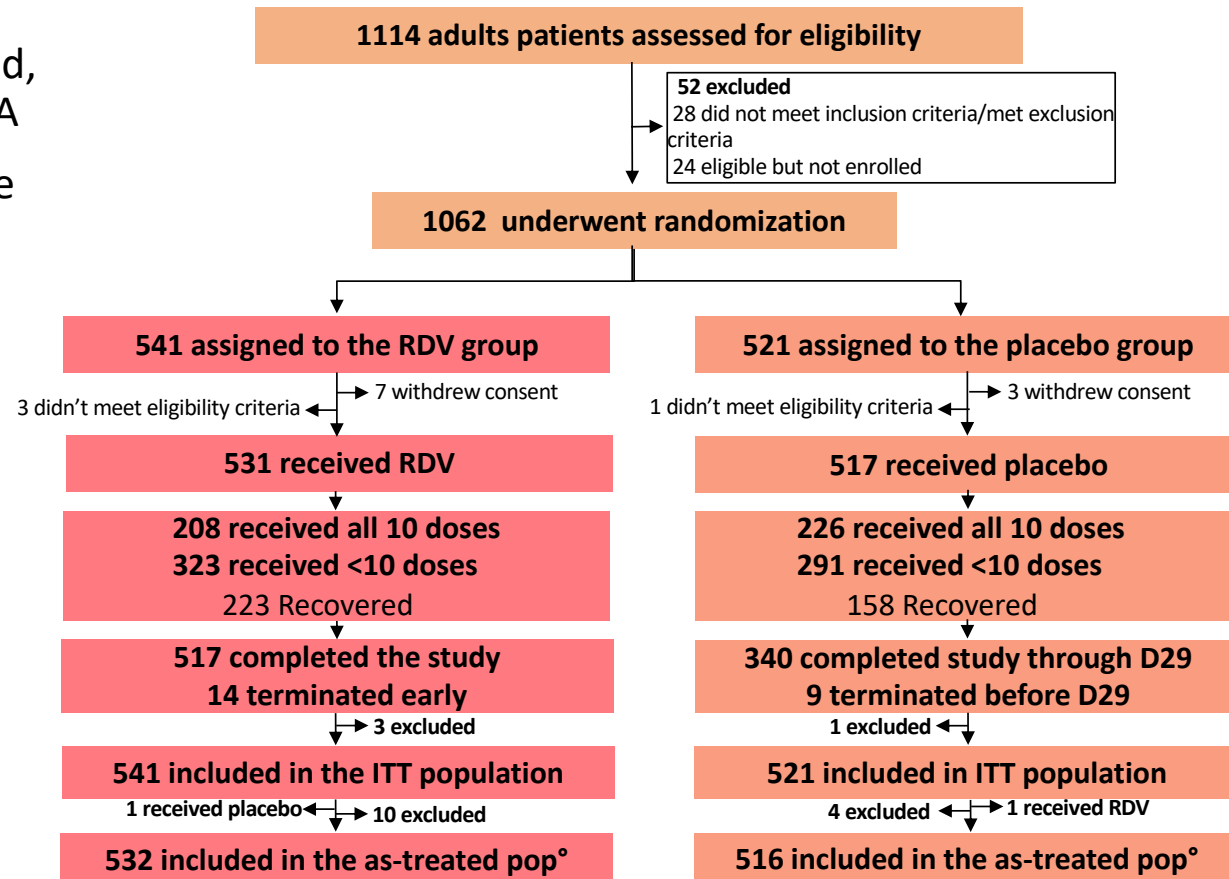 d,
A
e
1114 adults patients assessed for eligibility
52 excluded
28 did not meet inclusion criteria/met exclusion
criteria
24 eligible but not enrolled
1062 underwent randomization
541 assigned to the RDV group
7 withdrew consent
3 didn't meet eligibility criteria
531 received RDV
208 received all 10 doses
323 received <10 doses
223 Recovered
517 completed the study
14 terminated early
3 excluded
541 included in the ITT population
1 received placebo
10 excluded
532 included in the as-treated pop°
521 assigned to the placebo group
3 withdrew consent
1 didn't meet eligibility criteria
517 received placebo
226 received all 10 doses
291 received <10 doses
158 Recovered
340 completed study through D29
9 terminated before D29
1 excluded
521 included in ITT population
4 excluded
1 received RDV
516 included in the as-treated pop°